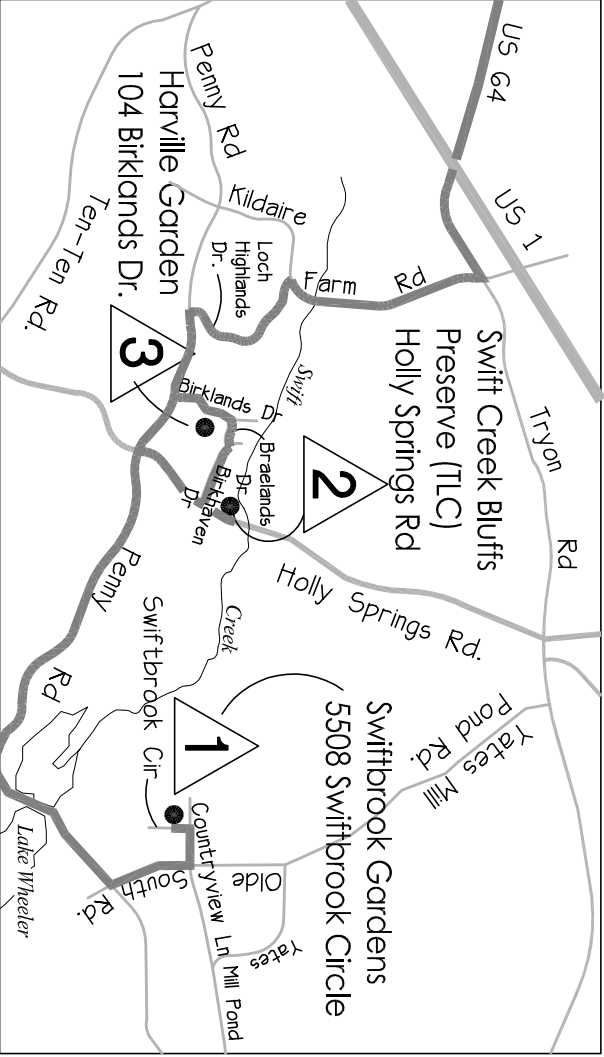 US 64
US 1
Penny Rd
Harville Garden
104 Birklands Dr.
Ten-Ten Rd.
Kildaire
Farm
Rd
Loch
Highlands
Dr.
Swift Creek Bluffs
Preserve (TLC)
Holly Springs Rd
Tryon
Rd
3
Birklands Dr
Swift
Braelands
Dr
2
Birkhaven
Dr
Holly Springs Rd.
Creek
Penny
Rd
Swiftbrook Cir
1
Swiftbrook Gardens
5508 Swiftbrook Circle
Yates Mill
Pond Rd.
Countryview Ln
Mill Pond
Olde
Yates
South
Rd.
Lake Wheeler